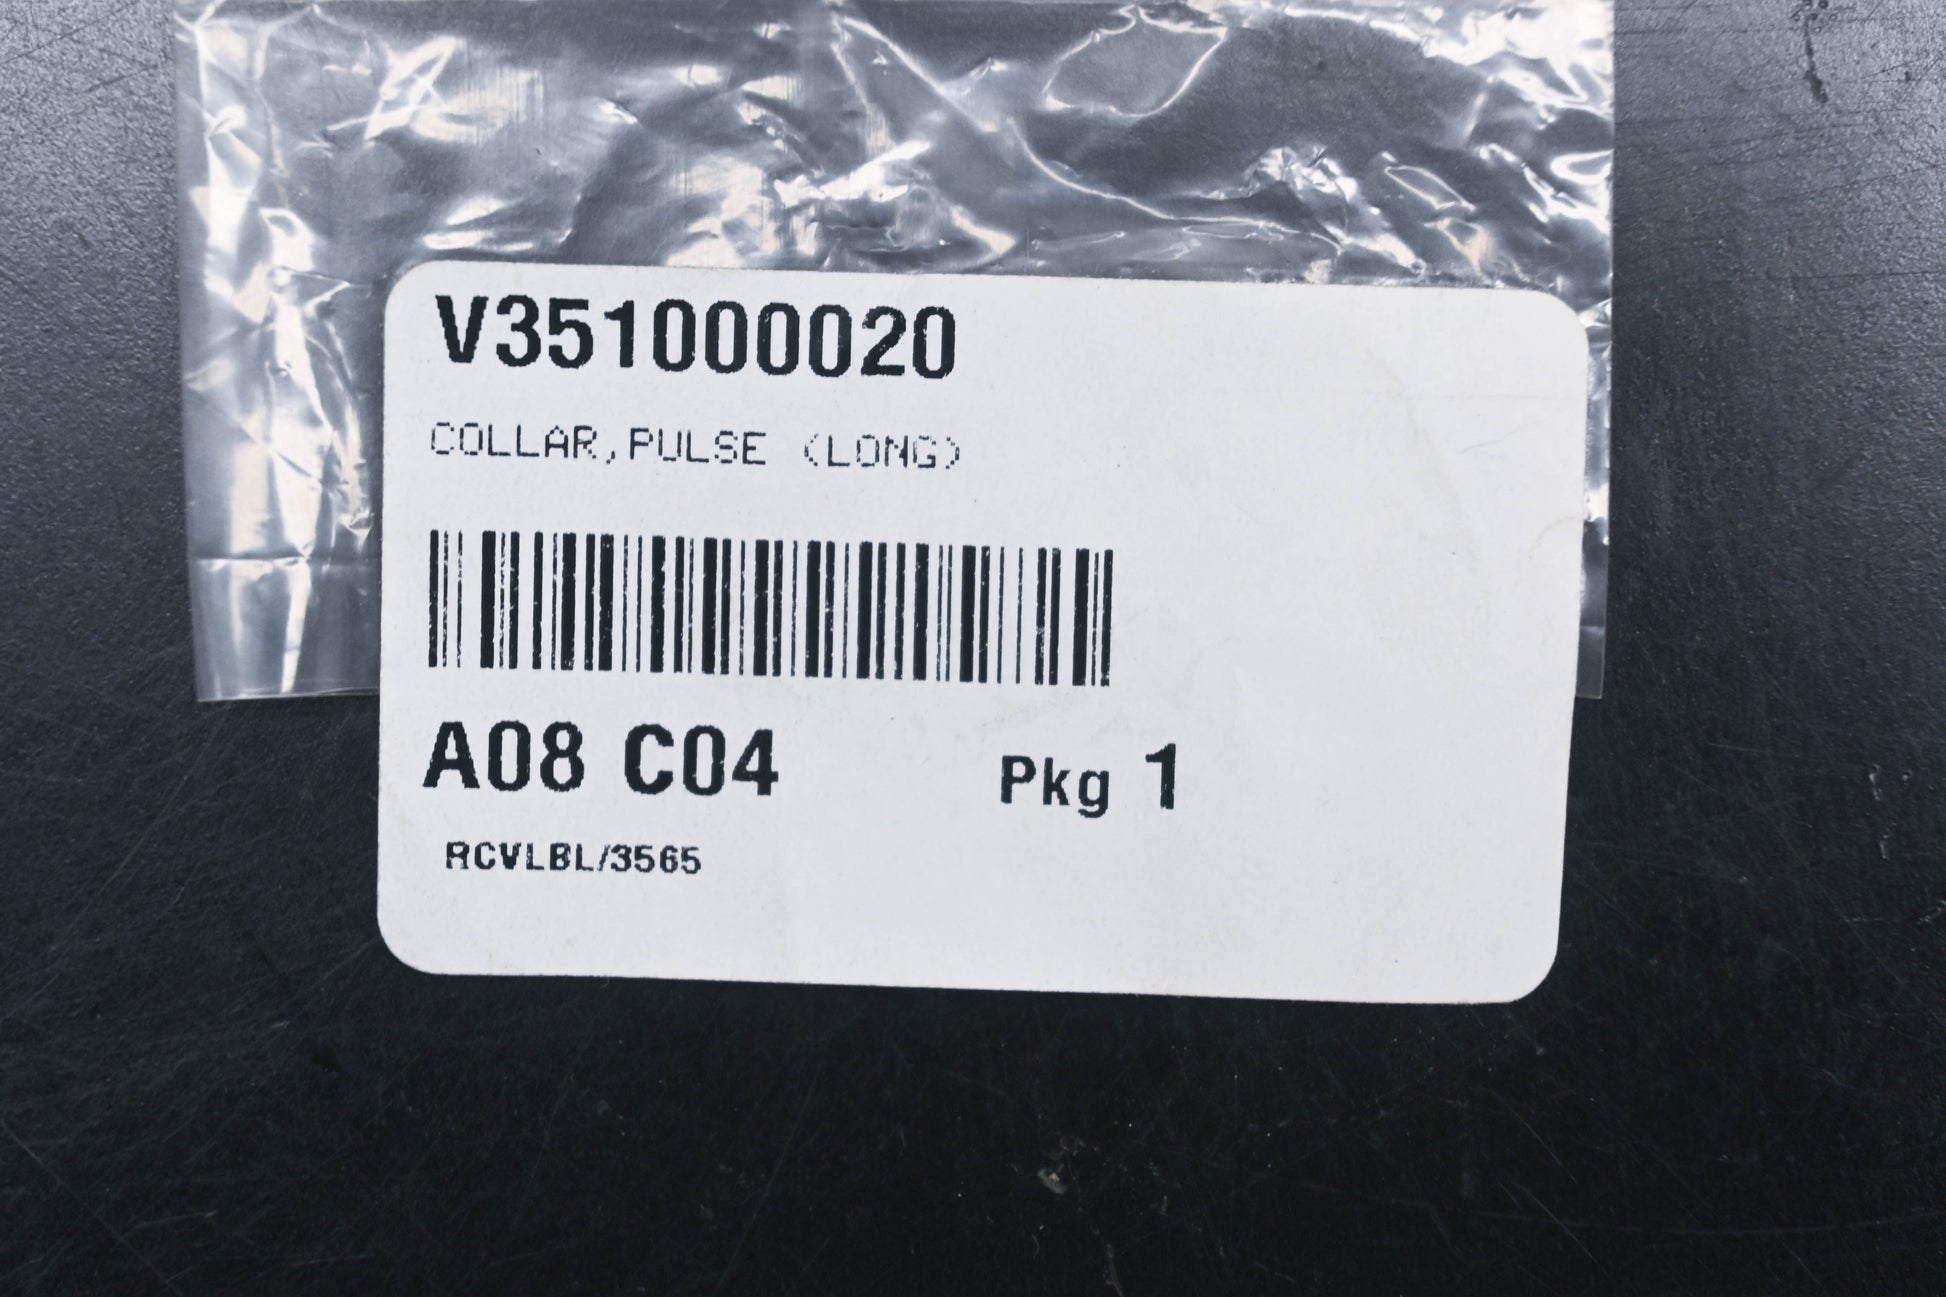 V351000020
COLLAR,PULSE (LONG)
A08 C04 Pkg 1
RCVLBL/3565